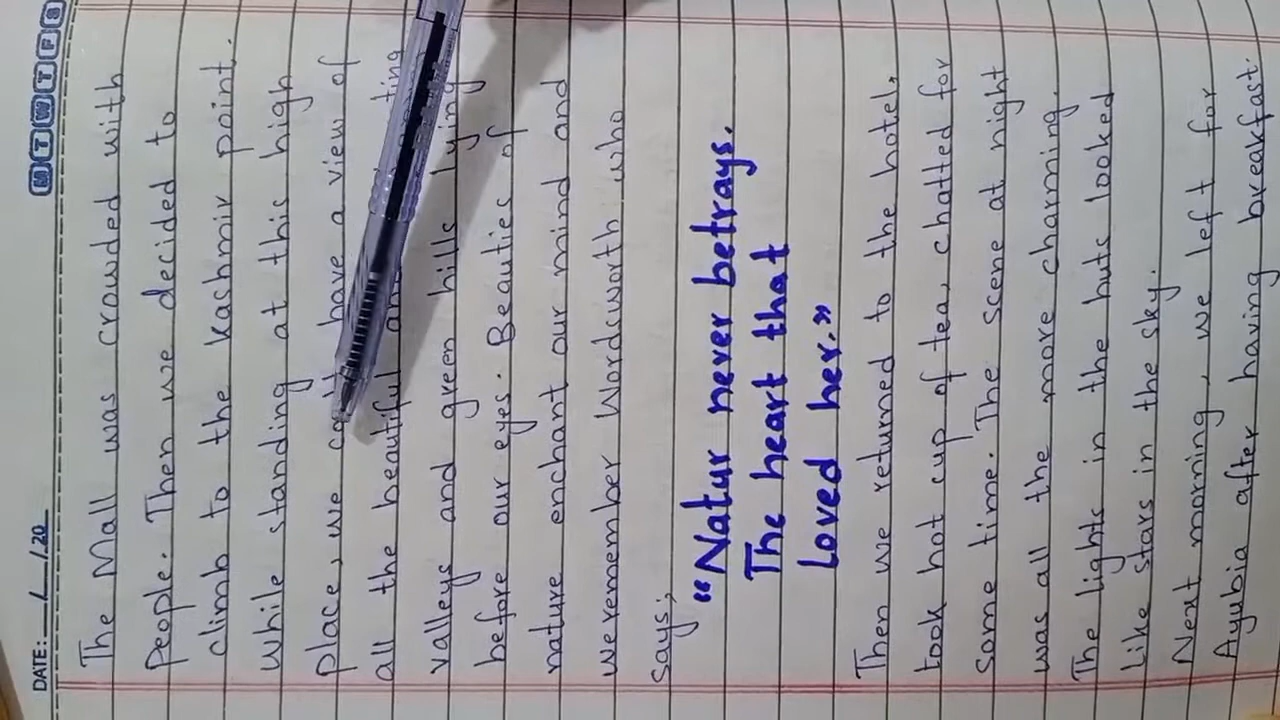 DATE: __/__/20 M T W T F S
The Mall was crowded with
People. Then we decided to
climb to the Kashmir point.
While standing at this high
place, we have a view of
all the beautiful
valleys and green hills lying
before our eyes. Beauties of
nature enchant our mind and
we remember Wordsworth who
says;
"Natur never betrays.
The heart that
Loved her."
Then we returned to the hotel,
took hot cup of tea, chatted for
some time. The scene at night
was all the more charming.
The lights in the huts looked
Like stars in the sky.
Next morning, we left for
Ayubia after having breakfast.